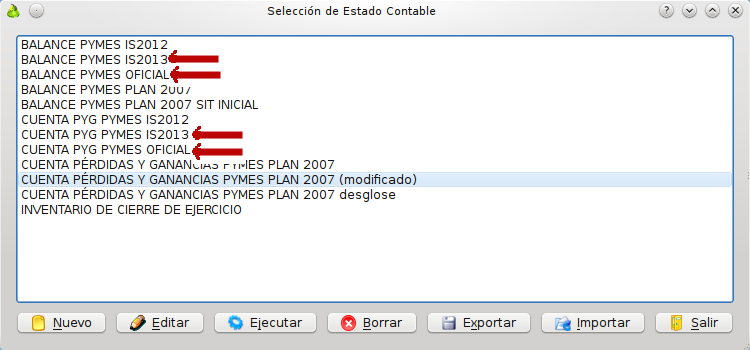 Selección de Estado Contable
BALANCE PYMES IS2012
BALANCE PYMES IS2013
BALANCE PYMES OFICIAL
BALANCE PYMES PLAN 2007
BALANCE PYMES PLAN 2007 SIT INICIAL
CUENTA PYG PYMES IS2012
CUENTA PYG PYMES IS2013
CUENTA PYG PYMES OFICIAL
CUENTA PÉRDIDAS Y GANANCIAS PYMES PLAN 2007
CUENTA PÉRDIDAS Y GANANCIAS PYMES PLAN 2007 (modificado)
CUENTA PÉRDIDAS Y GANANCIAS PYMES PLAN 2007 desglose
INVENTARIO DE CIERRE DE EJERCICIO
Nuevo Editar Ejecutar Borrar Exportar Importar Salir